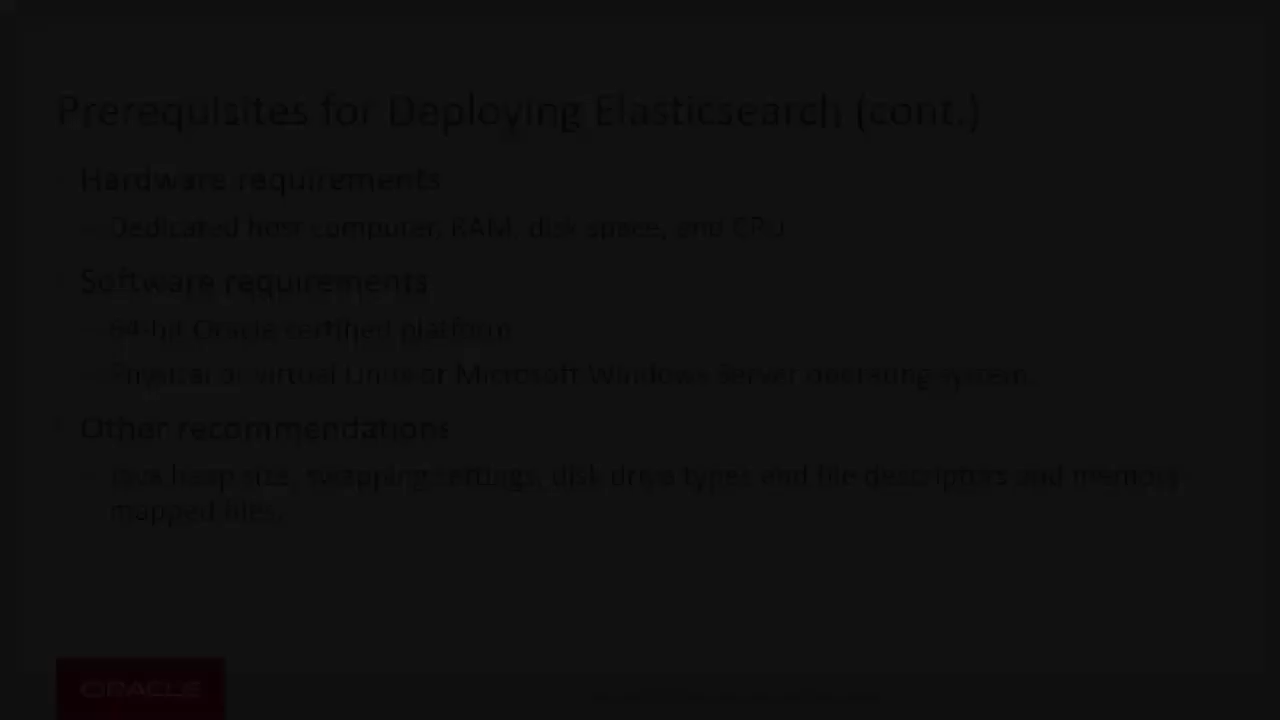 Prerequisites for Deploying Elasticsearch (cont.)
Hardware requirements
– Dedicated host computer, RAM, disk space, and CPU
Software requirements
– 64-bit Oracle certified platform
– Physical or virtual Linux or Microsoft Windows Server operating system.
Other recommendations
– Java heap size, swapping settings, disk drive types and file descriptors and memory-
mapped files.
ORACLE